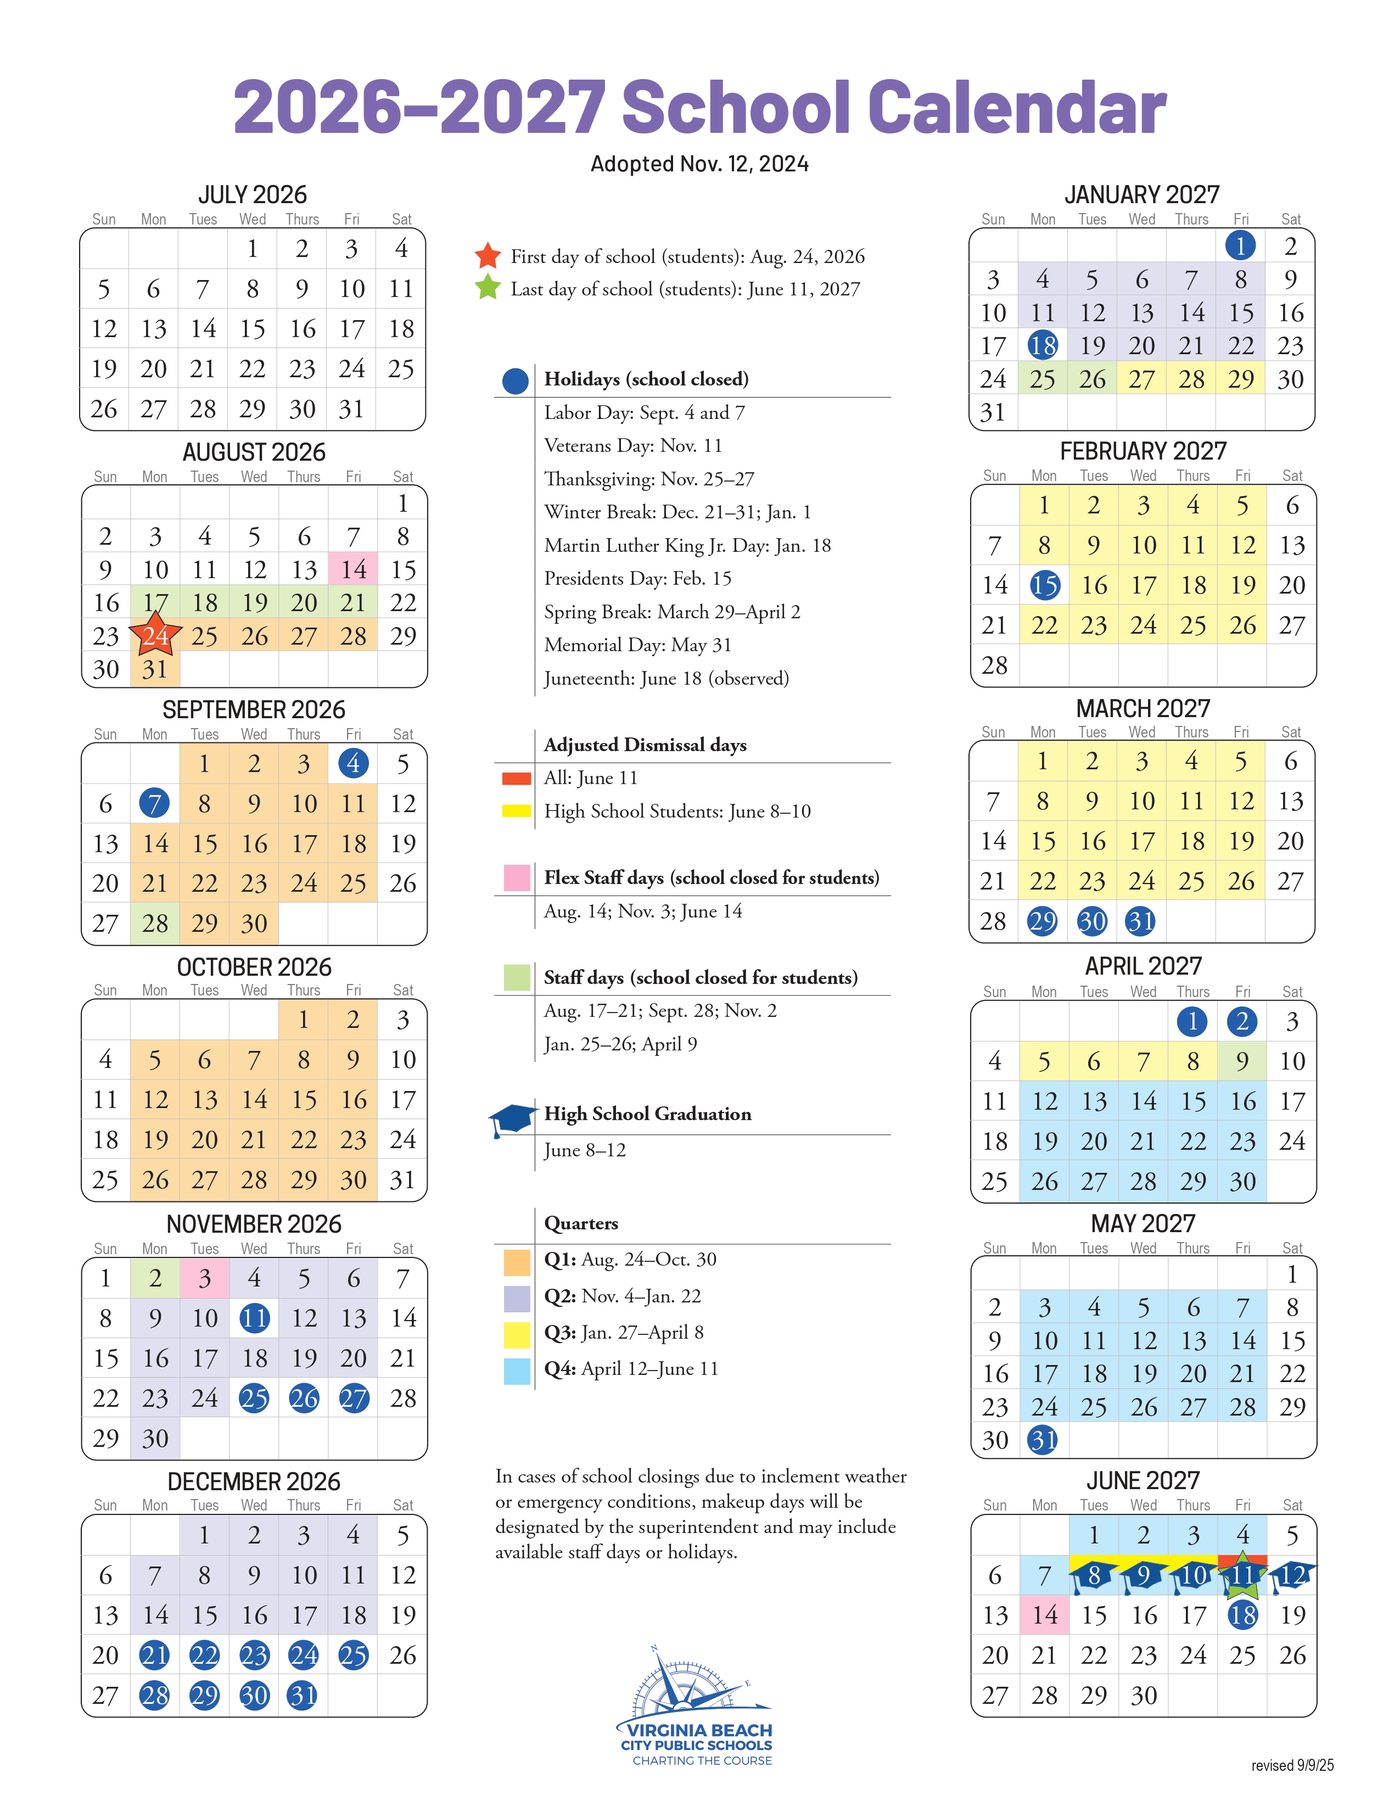 2026–2027 School Calendar
Adopted Nov. 12, 2024
JULY 2026
Sun Mon Tues Wed Thurs Fri Sat
1 2 3 4
5 6 7 8 9 10 11
12 13 14 15 16 17 18
19 20 21 22 23 24 25
26 27 28 29 30 31
AUGUST 2026
Sun Mon Tues Wed Thurs Fri Sat
1
2 3 4 5 6 7 8
9 10 11 12 13 14 15
16 17 18 19 20 21 22
23 24 25 26 27 28 29
30 31
SEPTEMBER 2026
Sun Mon Tues Wed Thurs Fri Sat
1 2 3 4 5
6 7 8 9 10 11 12
13 14 15 16 17 18 19
20 21 22 23 24 25 26
27 28 29 30
OCTOBER 2026
Sun Mon Tues Wed Thurs Fri Sat
1 2 3
4 5 6 7 8 9 10
11 12 13 14 15 16 17
18 19 20 21 22 23 24
25 26 27 28 29 30 31
NOVEMBER 2026
Sun Mon Tues Wed Thurs Fri Sat
1 2 3 4 5 6 7
8 9 10 11 12 13 14
15 16 17 18 19 20 21
22 23 24 25 26 27 28
29 30
DECEMBER 2026
Sun Mon Tues Wed Thurs Fri Sat
1 2 3 4 5
6 7 8 9 10 11 12
13 14 15 16 17 18 19
20 21 22 23 24 25 26
27 28 29 30 31
First day of school (students): Aug. 24, 2026
Last day of school (students): June 11, 2027
Holidays (school closed)
Labor Day: Sept. 4 and 7
Veterans Day: Nov. 11
Thanksgiving: Nov. 25–27
Winter Break: Dec. 21–31; Jan. 1
Martin Luther King Jr. Day: Jan. 18
Presidents Day: Feb. 15
Spring Break: March 29–April 2
Memorial Day: May 31
Juneteenth: June 18 (observed)
Adjusted Dismissal days
All: June 11
High School Students: June 8–10
Flex Staff days (school closed for students)
Aug. 14; Nov. 3; June 14
Staff days (school closed for students)
Aug. 17–21; Sept. 28; Nov. 2
Jan. 25–26; April 9
High School Graduation
June 8–12
Quarters
Q1: Aug. 24–Oct. 30
Q2: Nov. 4–Jan. 22
Q3: Jan. 27–April 8
Q4: April 12–June 11
In cases of school closings due to inclement weather
or emergency conditions, makeup days will be
designated by the superintendent and may include
available staff days or holidays.
N
E
VIRGINIA BEACH
CITY PUBLIC SCHOOLS
CHARTING THE COURSE
JANUARY 2027
Sun Mon Tues Wed Thurs Fri Sat
1 2
3 4 5 6 7 8 9
10 11 12 13 14 15 16
17 18 19 20 21 22 23
24 25 26 27 28 29 30
31
FEBRUARY 2027
Sun Mon Tues Wed Thurs Fri Sat
1 2 3 4 5 6
7 8 9 10 11 12 13
14 15 16 17 18 19 20
21 22 23 24 25 26 27
28
MARCH 2027
Sun Mon Tues Wed Thurs Fri Sat
1 2 3 4 5 6
7 8 9 10 11 12 13
14 15 16 17 18 19 20
21 22 23 24 25 26 27
28 29 30 31
APRIL 2027
Sun Mon Tues Wed Thurs Fri Sat
1 2 3
4 5 6 7 8 9 10
11 12 13 14 15 16 17
18 19 20 21 22 23 24
25 26 27 28 29 30
MAY 2027
Sun Mon Tues Wed Thurs Fri Sat
1
2 3 4 5 6 7 8
9 10 11 12 13 14 15
16 17 18 19 20 21 22
23 24 25 26 27 28 29
30 31
JUNE 2027
Sun Mon Tues Wed Thurs Fri Sat
1 2 3 4 5
6 7 8 9 10 11 12
13 14 15 16 17 18 19
20 21 22 23 24 25 26
27 28 29 30
revised 9/9/25